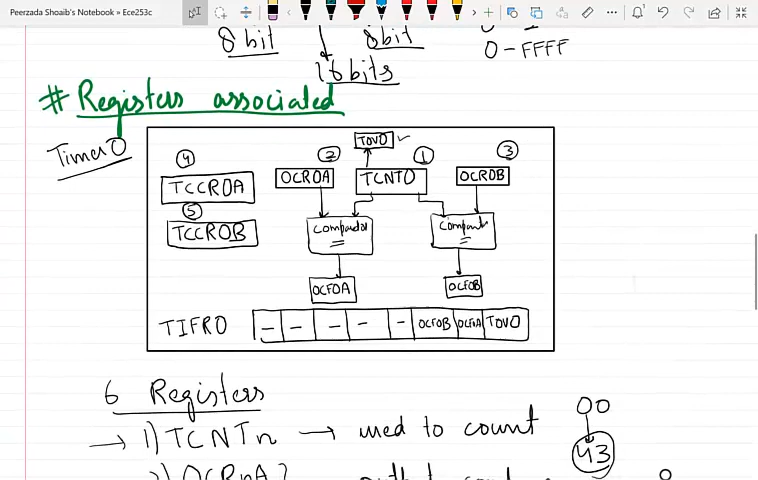 Peerzada Shoaib's Notebook » Ece253c
8 bit 8 bit
0-FFFF
16 bits
# Registers associated
Timer0
TOV0
4 2 1 3
TCCR0A OCR0A TCNT0 OCR0B
5
TCCR0B Comparator
OCF0A OCF0B
TIFR0 - - - - - OCF0B OCF0A TOV0
6 Registers
00
→ 1) TCNTn → used to count
43
2) OCRnA